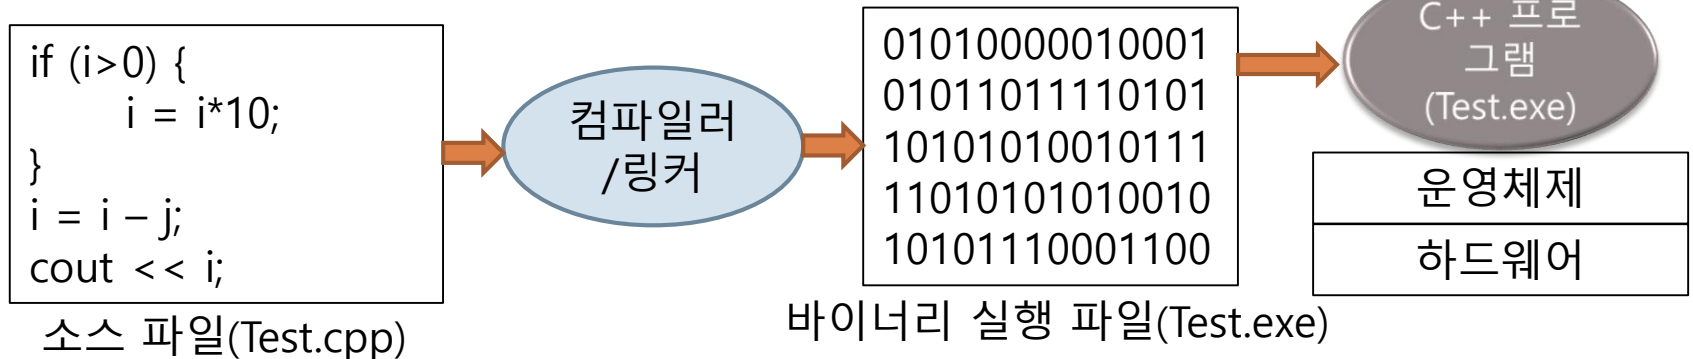 if (i>0) {
i = i*10;
}
i = i – j;
cout << i;
소스 파일(Test.cpp)
컴파일러
/링커
01010000010001
01011011110101
10101010010111
11010101010010
10101110001100
바이너리 실행 파일(Test.exe)
C++ 프로
그램
(Test.exe)
운영체제
하드웨어